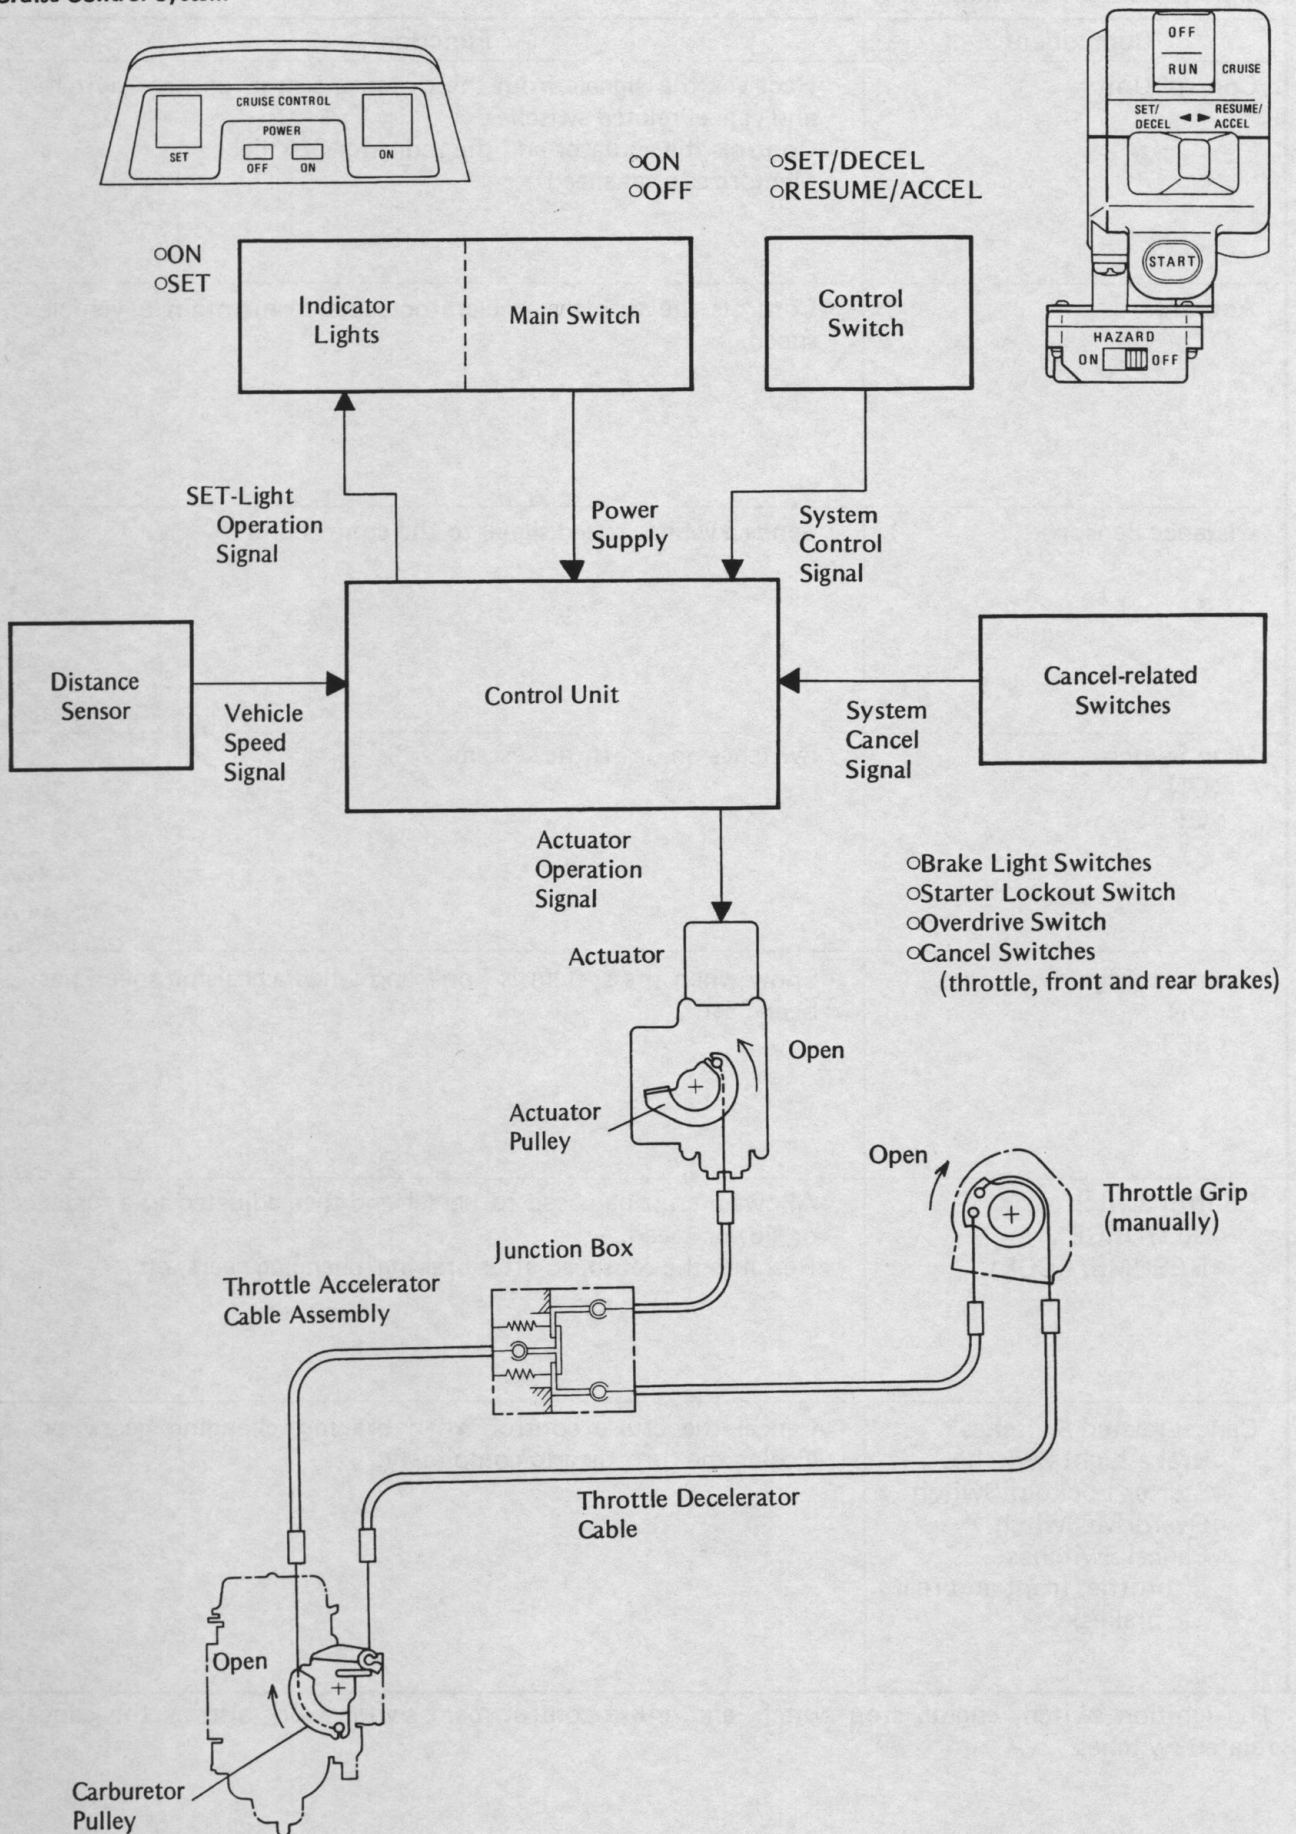 Cruise Control System
OFF
RUN CRUISE
SET/ RESUME/
DECEL ◄ ► ACCEL
START
HAZARD
ON OFF
CRUISE CONTROL
POWER
SET OFF ON ON
○ON
○OFF
○SET/DECEL
○RESUME/ACCEL
○ON
○SET
Indicator
Lights
Main Switch
Control
Switch
SET-Light
Operation
Signal
Power
Supply
System
Control
Signal
Distance
Sensor
Vehicle
Speed
Signal
Control Unit
System
Cancel
Signal
Cancel-related
Switches
Actuator
Operation
Signal
○Brake Light Switches
○Starter Lockout Switch
○Overdrive Switch
○Cancel Switches
(throttle, front and rear brakes)
Actuator
Open
Actuator
Pulley
Open
Throttle Grip
(manually)
Junction Box
Throttle Accelerator
Cable Assembly
Throttle Decelerator
Cable
Open
Carburetor
Pulley